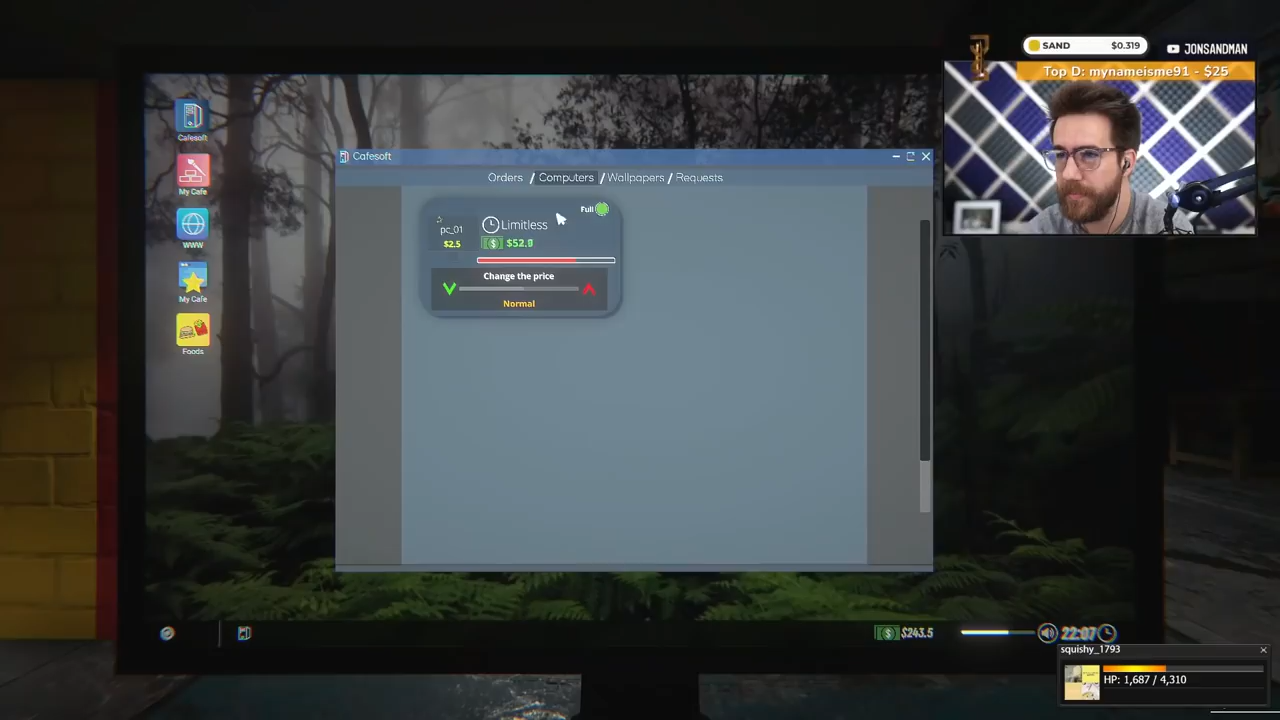 SAND $0.319
JONSANDMAN
Top D: mynameisme91 - $25
Cafesoft
My Cafe
WWW
My Cafe
Foods
Cafesoft
Orders / Computers / Wallpapers / Requests
Full
pc_01
Limitless
$2.5
$52.9
Change the price
Normal
$243.5
22:07
squishy_1793
HP: 1,687 / 4,310